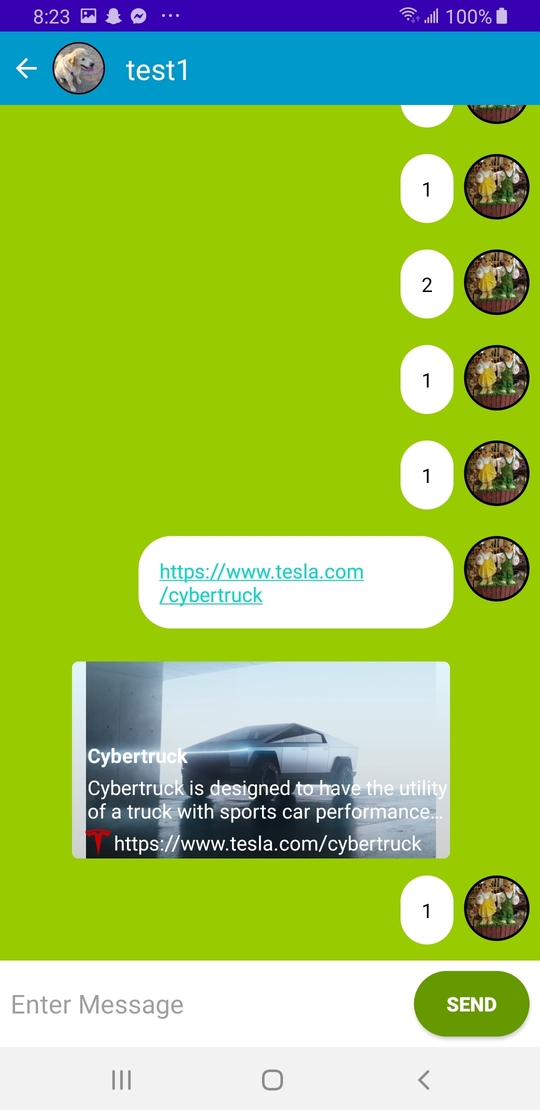 8:23
100%
test1
1
2
1
1
https://www.tesla.com
/cybertruck
Cybertruck
Cybertruck is designed to have the utility
of a truck with sports car performance…
https://www.tesla.com/cybertruck
1
Enter Message
SEND